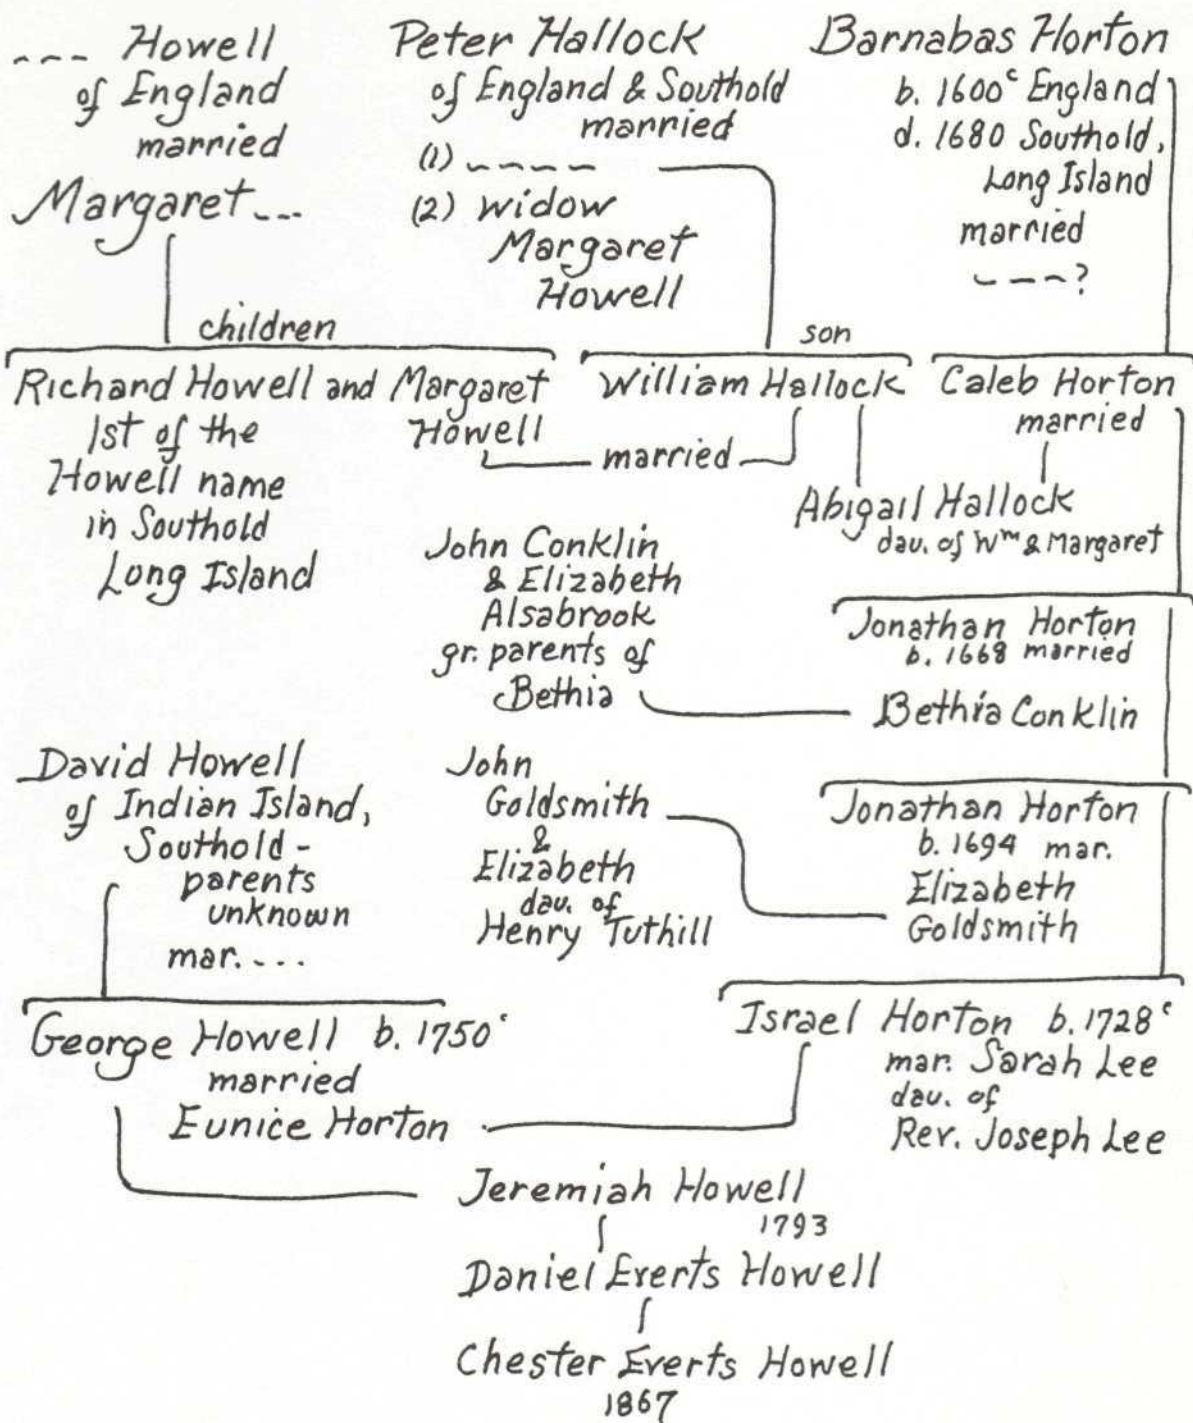 --- Howell
of England
married
Margaret ---
Peter Hallock
of England & Southold
married
(1) ----
(2) widow
Margaret
Howell
Barnabas Horton
b. 1600ᶜ England
d. 1680 Southold,
Long Island
married
---?
children
son
Richard Howell and Margaret
Howell
1st of the
Howell name
in Southold
Long Island
William Hallock
married
Caleb Horton
married
Abigail Hallock
dau. of Wᵐ & Margaret
John Conklin
& Elizabeth
Alsabrook
gr. parents of
Bethia
Jonathan Horton
b. 1668 married
Bethia Conklin
David Howell
of Indian Island,
Southold -
parents
unknown
mar. ---
John
Goldsmith
&
Elizabeth
dau. of
Henry Tuthill
Jonathan Horton
b. 1694 mar.
Elizabeth
Goldsmith
George Howell b. 1750ᶜ
married
Eunice Horton
Israel Horton b. 1728ᶜ
mar. Sarah Lee
dau. of
Rev. Joseph Lee
Jeremiah Howell
1793
Daniel Everts Howell
Chester Everts Howell
1867